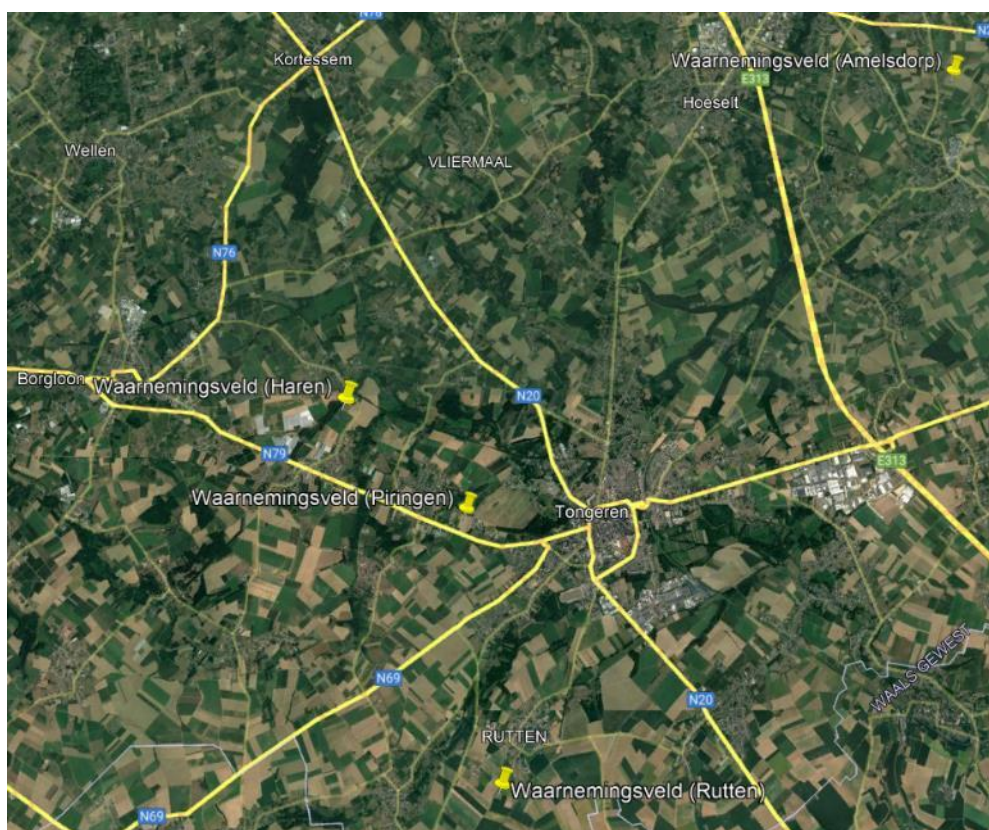 N76
Kortessem
Waarnemingsveld (Amelsdorp)
E313
Hoeselt
Wellen
VLIERMAAL
N76
Borgloon
Waarnemingsveld (Haren)
N20
N79
E313
Waarnemingsveld (Piringen)
Tongeren
N69
N20
WAALS GEWEST
RUTTEN
Waarnemingsveld (Rutten)
N69